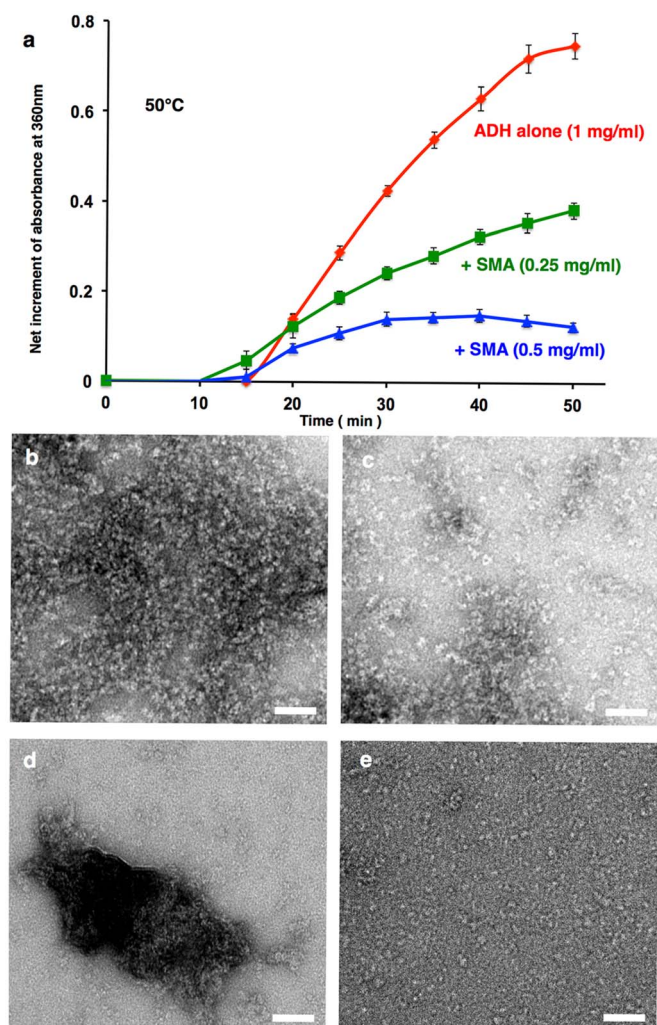 a
0.8
50°C
0.6
ADH alone (1 mg/ml)
Net increment of absorbance at 360nm
0.4
+ SMA (0.25 mg/ml)
0.2
+ SMA (0.5 mg/ml)
0
0 10 20 30 40 50
Time ( min )
b
c
d
e